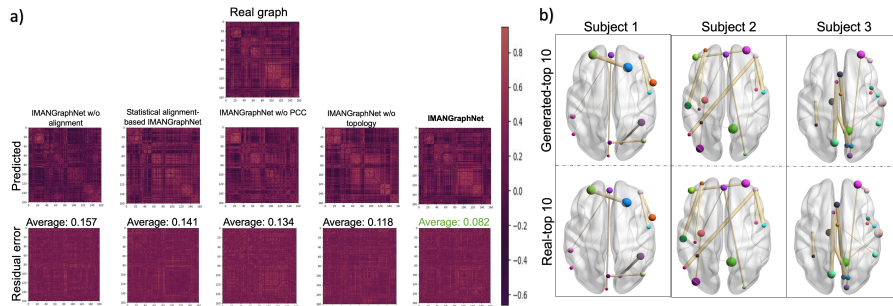 a)
Real graph
0.8
0.6
0.4
0.2
0.0
-0.2
-0.4
-0.6
IMANGraphNet w/o
alignment
Statistical alignment-
based IMANGraphNet
IMANGraphNet w/o PCC
IMANGraphNet w/o
topology
IMANGraphNet
Predicted
Average: 0.157
Average: 0.141
Average: 0.134
Average: 0.118
Average: 0.082
Residual error
b)
Subject 1
Subject 2
Subject 3
Generated-top 10
Real-top 10